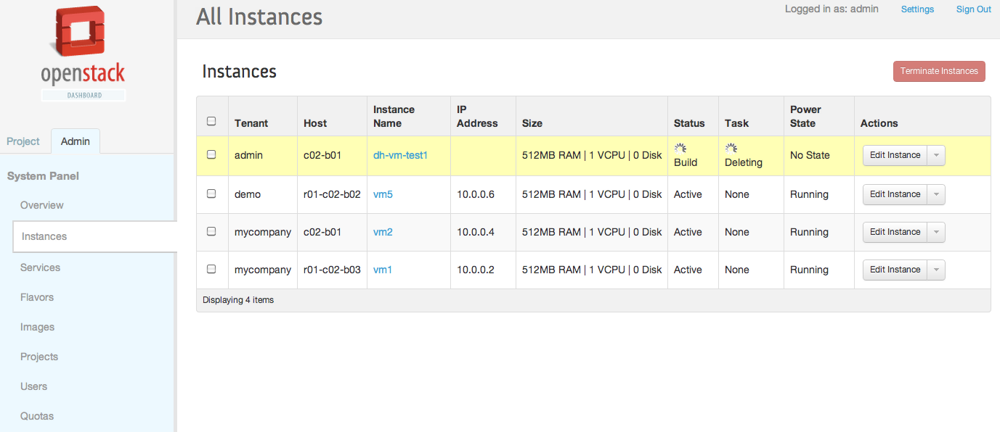 openstack
DASHBOARD
Project
Admin
System Panel
Overview
Instances
Services
Flavors
Images
Projects
Users
Quotas
All Instances
Logged in as: admin
Settings
Sign Out
Instances
Terminate Instances
Tenant Host Instance Name IP Address Size Status Task Power State Actions
admin c02-b01 dh-vm-test1 512MB RAM | 1 VCPU | 0 Disk Build Deleting No State Edit Instance
demo r01-c02-b02 vm5 10.0.0.6 512MB RAM | 1 VCPU | 0 Disk Active None Running Edit Instance
mycompany c02-b01 vm2 10.0.0.4 512MB RAM | 1 VCPU | 0 Disk Active None Running Edit Instance
mycompany r01-c02-b03 vm1 10.0.0.2 512MB RAM | 1 VCPU | 0 Disk Active None Running Edit Instance
Displaying 4 items